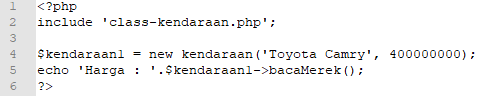 1 <?php
2 include 'class-kendaraan.php';
3
4 $kendaraan1 = new kendaraan('Toyota Camry', 400000000);
5 echo 'Harga : '.$kendaraan1->bacaMerek();
6 ?>